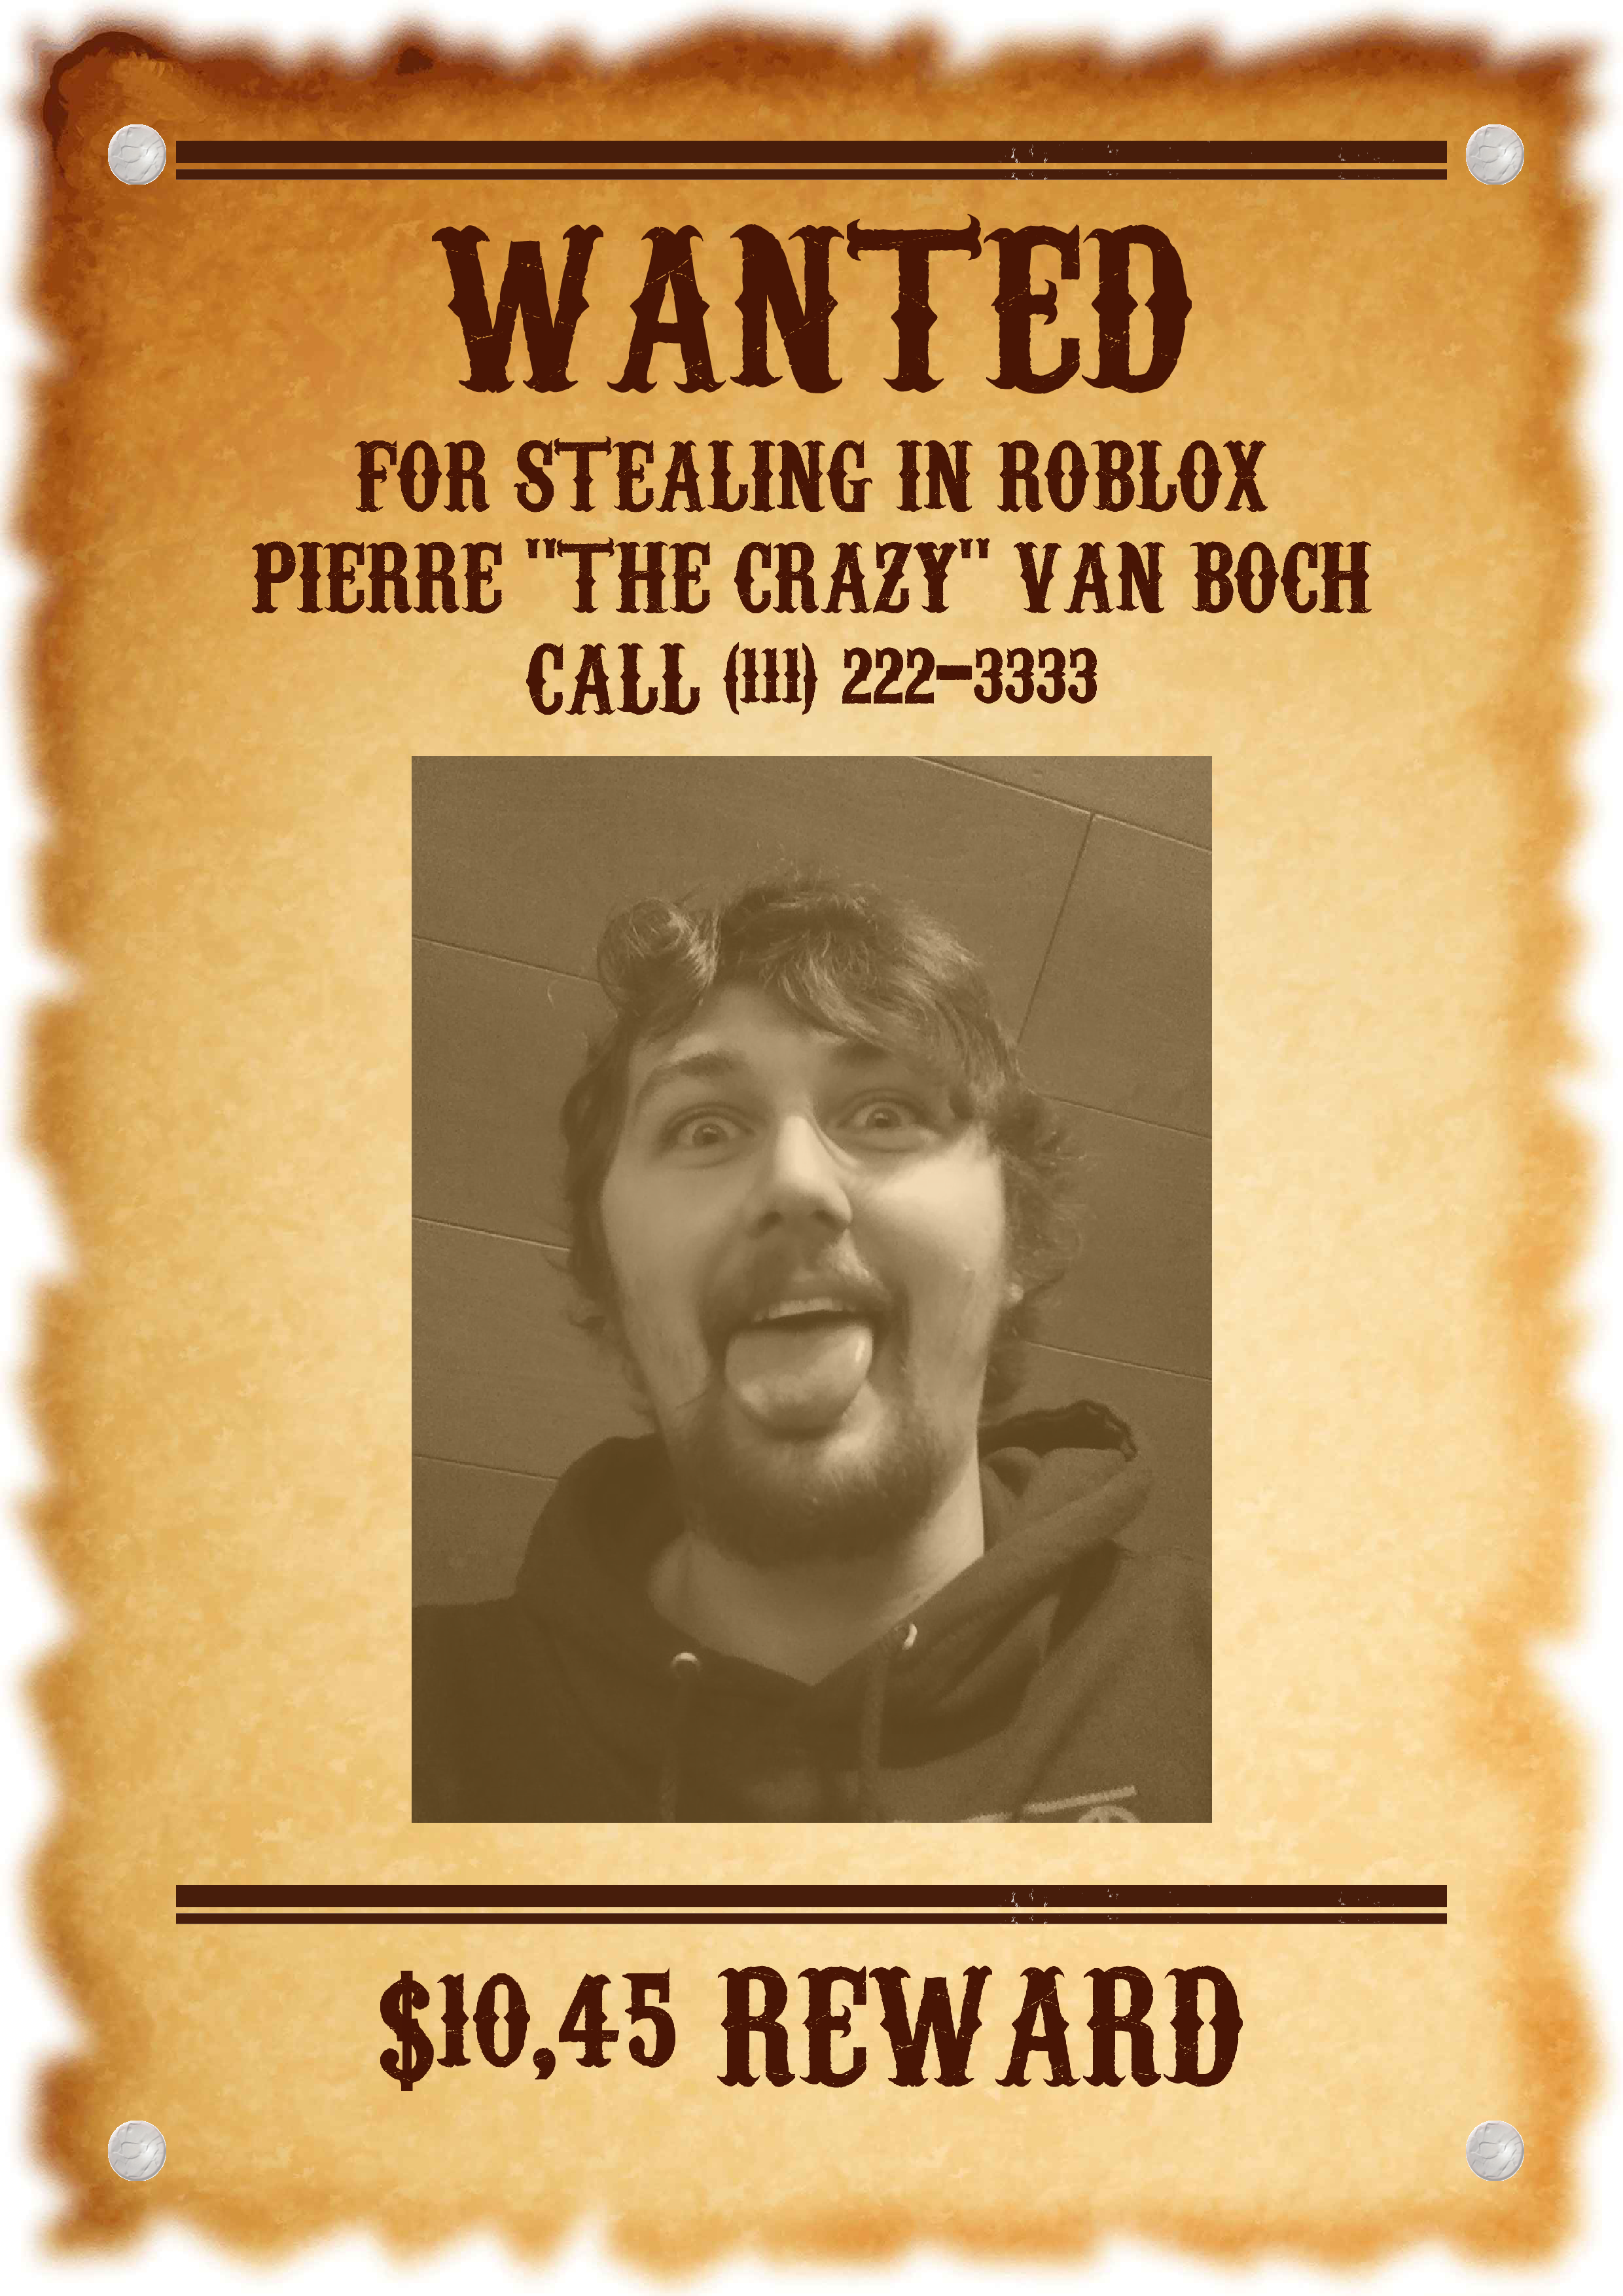 WANTED
FOR STEALING IN ROBLOX
PIERRE "THE CRAZY" VAN BOCH
CALL (111) 222-3333
$10,45 REWARD